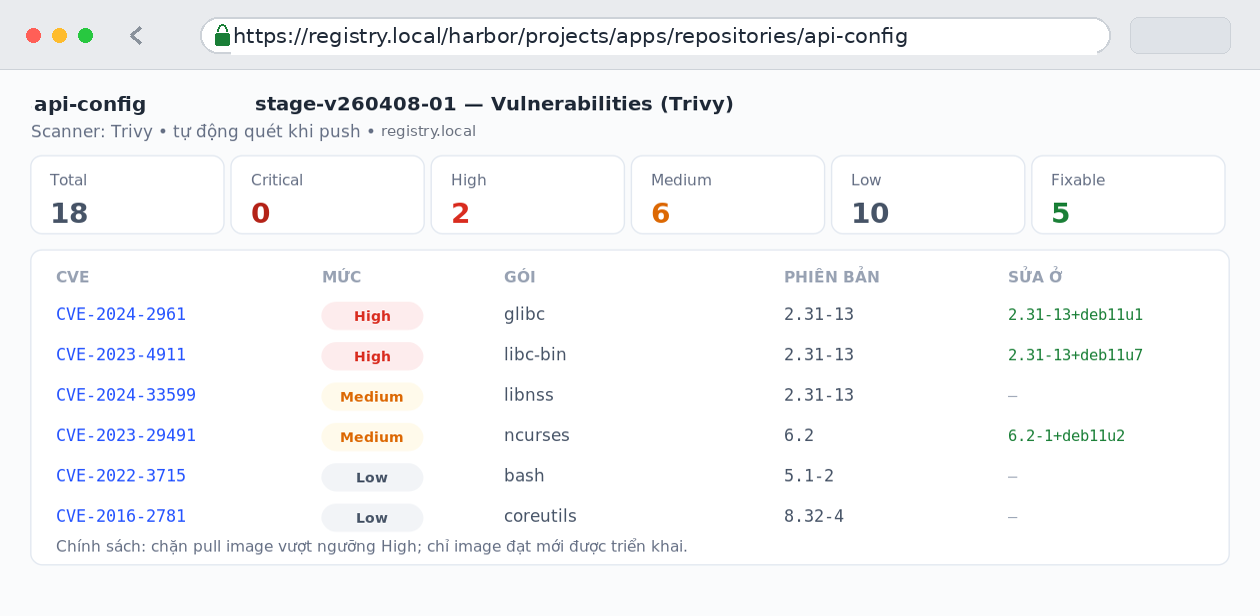 https://registry.local/harbor/projects/apps/repositories/api-config
api-config stage-v260408-01 — Vulnerabilities (Trivy)
Scanner: Trivy • tự động quét khi push • registry.local
Total Critical High Medium Low Fixable
18 0 2 6 10 5
CVE MỨC GÓI PHIÊN BẢN SỬA Ở
CVE-2024-2961 High glibc 2.31-13 2.31-13+deb11u1
CVE-2023-4911 High libc-bin 2.31-13 2.31-13+deb11u7
CVE-2024-33599 Medium libnss 2.31-13 —
CVE-2023-29491 Medium ncurses 6.2 6.2-1+deb11u2
CVE-2022-3715 Low bash 5.1-2 —
CVE-2016-2781 Low coreutils 8.32-4 —
Chính sách: chặn pull image vượt ngưỡng High; chỉ image đạt mới được triển khai.